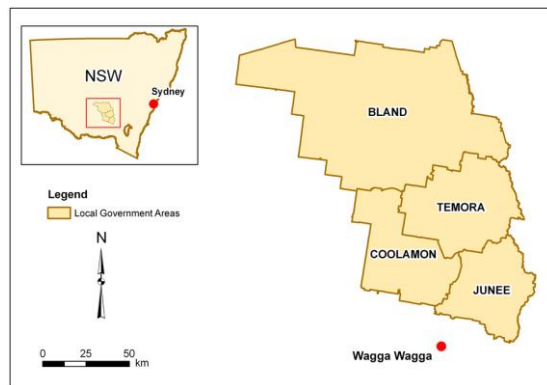 NSW
Sydney
Legend
Local Government Areas
N
0 25 50
km
BLAND
TEMORA
COOLAMON
JUNEE
Wagga Wagga